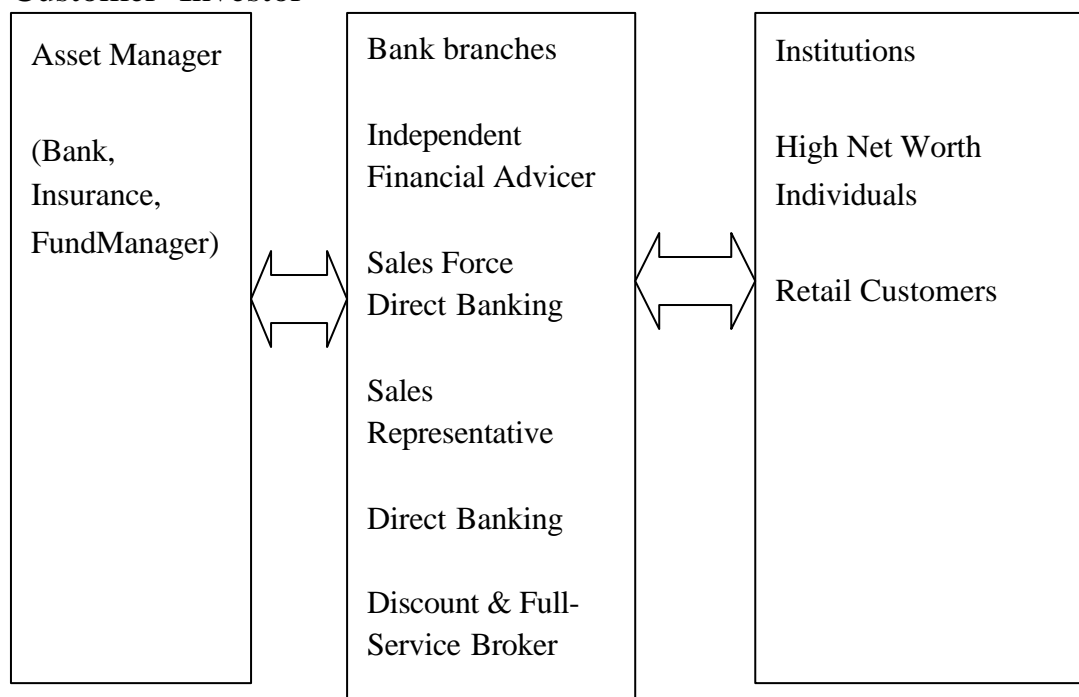 Customer Investor
Asset Manager
(Bank,
Insurance,
FundManager)
Bank branches
Independent
Financial Advicer
Sales Force
Direct Banking
Sales
Representative
Direct Banking
Discount & Full-
Service Broker
Institutions
High Net Worth
Individuals
Retail Customers